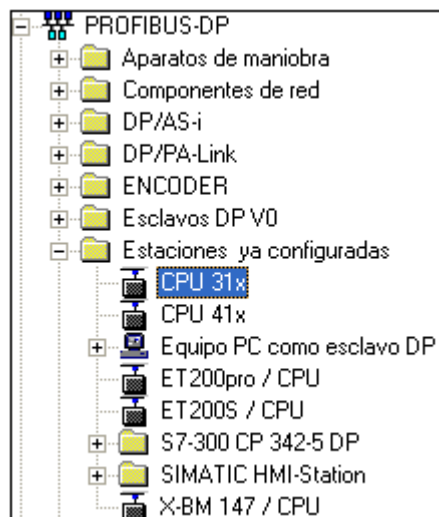 PROFIBUS-DP
Aparatos de maniobra
Componentes de red
DP/AS-i
DP/PA-Link
ENCODER
Esclavos DP V0
Estaciones ya configuradas
CPU 31x
CPU 41x
Equipo PC como esclavo DP
ET200pro / CPU
ET200S / CPU
S7-300 CP 342-5 DP
SIMATIC HMI-Station
X-BM 147 / CPU